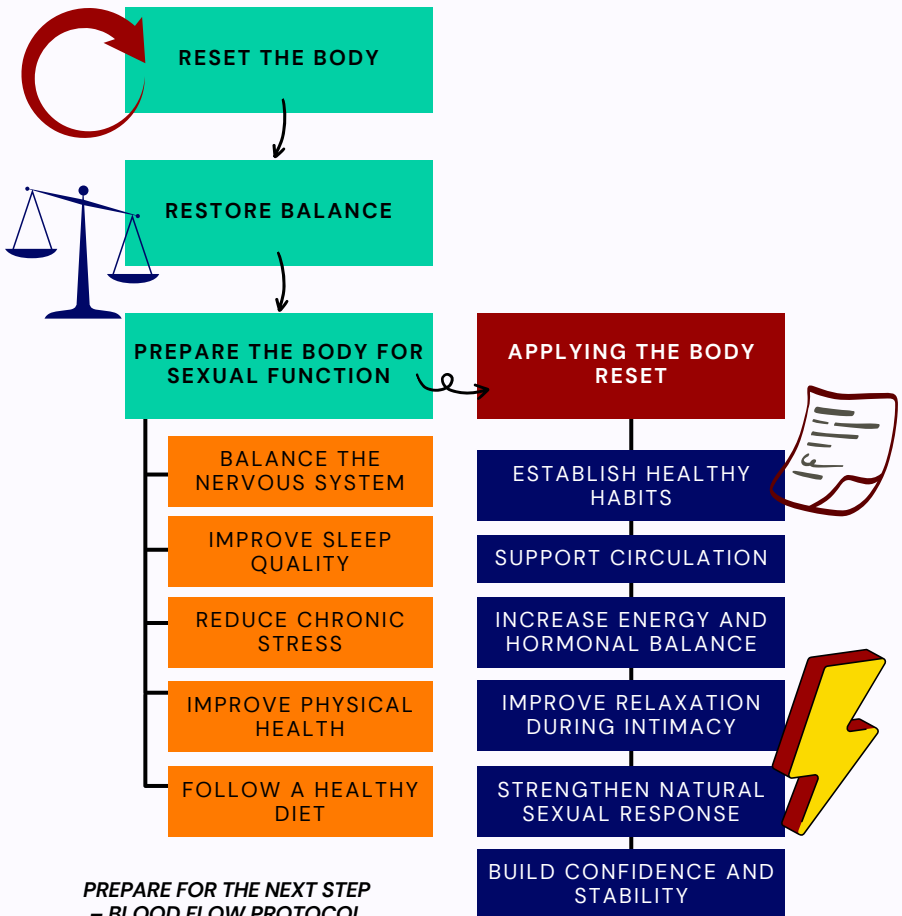 RESET THE BODY
RESTORE BALANCE
PREPARE THE BODY FOR
SEXUAL FUNCTION
BALANCE THE
NERVOUS SYSTEM
IMPROVE SLEEP
QUALITY
REDUCE CHRONIC
STRESS
IMPROVE PHYSICAL
HEALTH
FOLLOW A HEALTHY
DIET
PREPARE FOR THE NEXT STEP
– BLOOD FLOW PROTOCOL
APPLYING THE BODY
RESET
ESTABLISH HEALTHY
HABITS
SUPPORT CIRCULATION
INCREASE ENERGY AND
HORMONAL BALANCE
IMPROVE RELAXATION
DURING INTIMACY
STRENGTHEN NATURAL
SEXUAL RESPONSE
BUILD CONFIDENCE AND
STABILITY